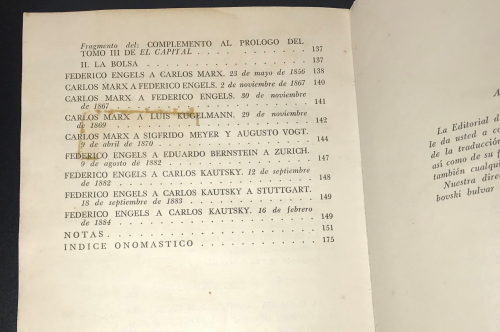 Fragmento del: COMPLEMENTO AL PROLOGO DEL
TOMO III DE EL CAPITAL . . . . . . . . . . 137
II. LA BOLSA . . . . . . . . . . . . . . . 137
FEDERICO ENGELS A CARLOS MARX. 23 de mayo de 1856 138
CARLOS MARX A FEDERICO ENGELS. 2 de noviembre de 1867 140
CARLOS MARX A FEDERICO ENGELS. 30 de noviembre
de 1867 . . . . . . . . . . . . . . . . . 141
CARLOS MARX A LUIS KUGELMANN. 29 de noviembre
de 1869 . . . . . . . . . . . . . . . . . 142
CARLOS MARX A SIGFRIDO MEYER Y AUGUSTO VOGT.
9 de abril de 1870 . . . . . . . . . . . . 144
FEDERICO ENGELS A EDUARDO BERNSTEIN A ZURICH.
9 de agosto de 1882 . . . . . . . . . . . 147
FEDERICO ENGELS A CARLOS KAUTSKY. 12 de septiembre
de 1882 . . . . . . . . . . . . . . . . . 148
FEDERICO ENGELS A CARLOS KAUTSKY A STUTTGART.
18 de septiembre de 1883 . . . . . . . . . 149
FEDERICO ENGELS A CARLOS KAUTSKY. 16 de febrero
de 1884 . . . . . . . . . . . . . . . . . 149
NOTAS . . . . . . . . . . . . . . . . . . 151
INDICE ONOMASTICO . . . . . . . . . . . . 175
A
La Editorial d
le da usted a co
de la traducción
así como de su f
también cualqui
Nuestra dire
bovski bulvar